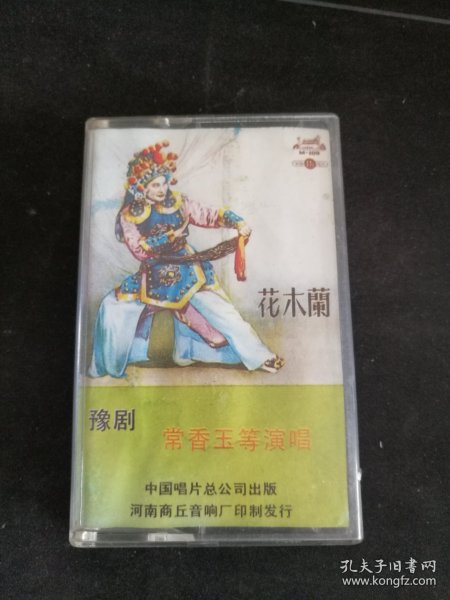 M-109
花木蘭
豫剧
常香玉等演唱
中国唱片总公司出版
河南商丘音响厂印制发行
孔夫子旧书网
www.kongfz.com